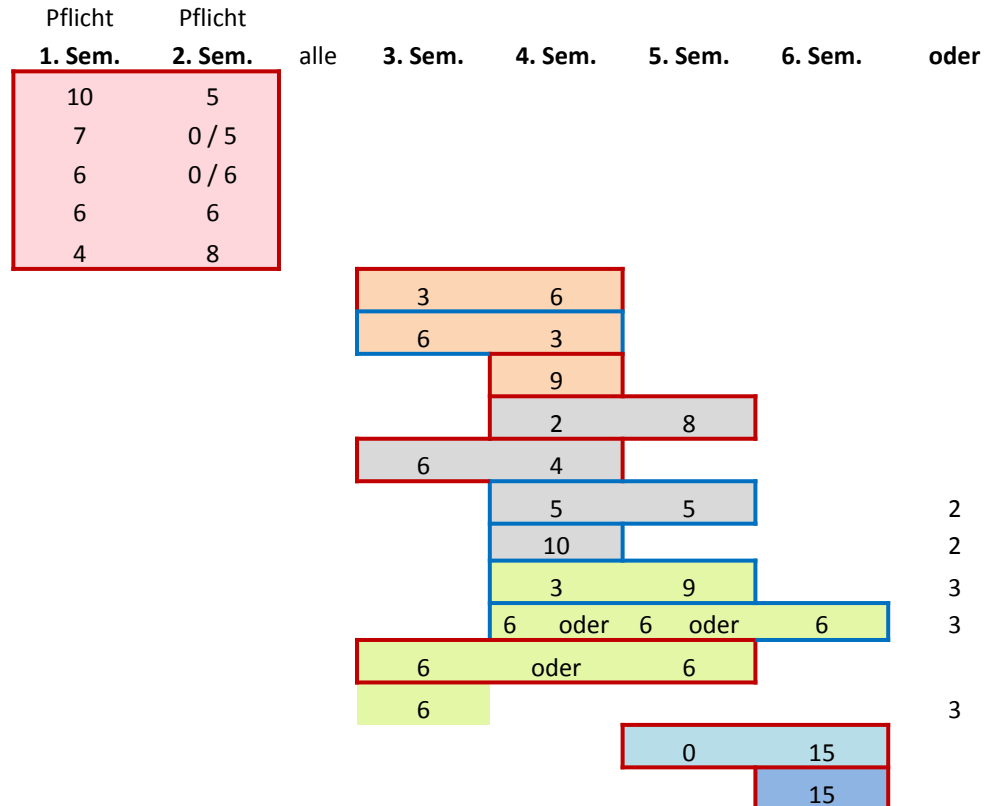 Pflicht Pflicht
1. Sem. 2. Sem. alle 3. Sem. 4. Sem. 5. Sem. 6. Sem. oder
10 5
7 0 / 5
6 0 / 6
6 6
4 8
3 6
6 3
9
2 8
6 4
5 5 2
10 2
3 9 3
6 oder 6 oder 6 3
6 oder 6
6 3
0 15
15